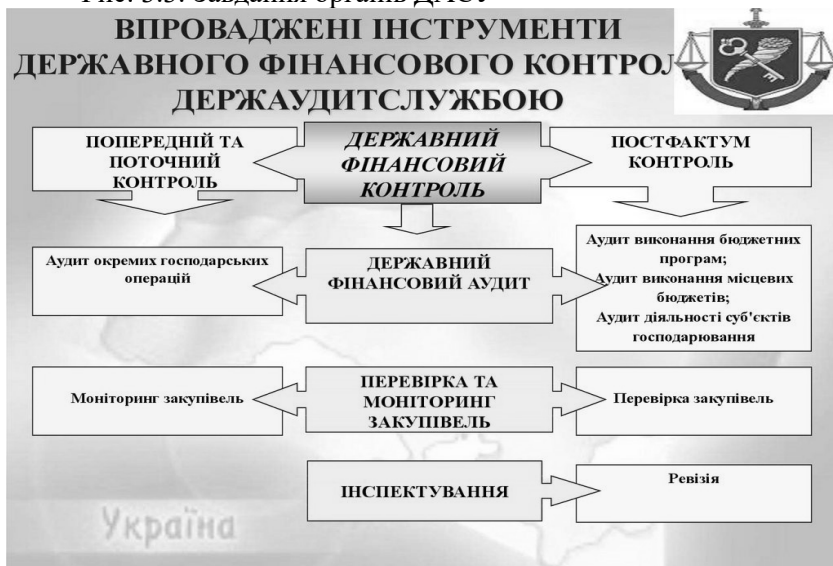 Рис. 3.3. Завдання органів ДАСУ
ВПРОВАДЖЕНІ ІНСТРУМЕНТИ
ДЕРЖАВНОГО ФІНАНСОВОГО КОНТРОЛ
ДЕРЖАУДИТСЛУЖБОЮ
ПОПЕРЕДНІЙ ТА
ПОТОЧНИЙ
КОНТРОЛЬ
ДЕРЖАВНИЙ
ФІНАНСОВИЙ
КОНТРОЛЬ
ПОСТФАКТУМ
КОНТРОЛЬ
Аудит окремих господарських
операцій
ДЕРЖАВНИЙ
ФІНАНСОВИЙ АУДИТ
Аудит виконання бюджетних
програм;
Аудит виконання місцевих
бюджетів;
Аудит діяльності суб'єктів
господарювання
Моніторинг закупівель
ПЕРЕВІРКА ТА
МОНІТОРИНГ
ЗАКУПІВЕЛЬ
Перевірка закупівель
ІНСПЕКТУВАННЯ
Ревізія
Україна